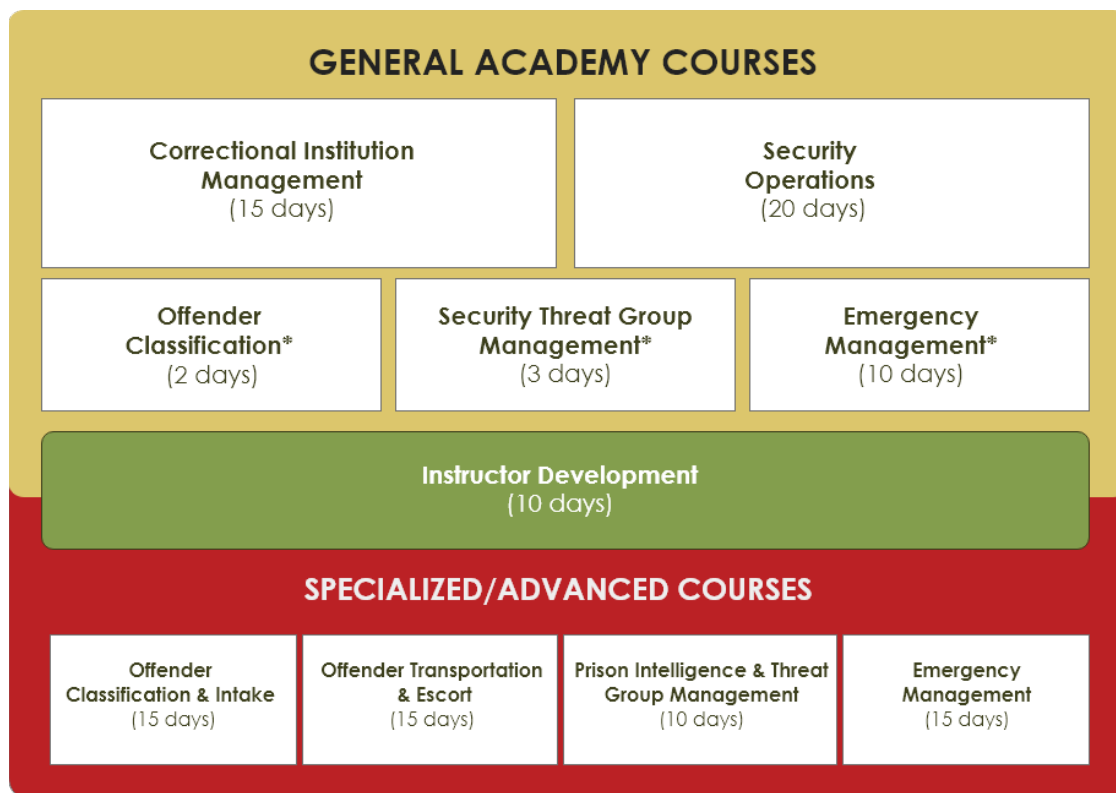 GENERAL ACADEMY COURSES
Correctional Institution
Management
(15 days)
Security
Operations
(20 days)
Offender
Classification*
(2 days)
Security Threat Group
Management*
(3 days)
Emergency
Management*
(10 days)
Instructor Development
(10 days)
SPECIALIZED/ADVANCED COURSES
Offender
Classification & Intake
(15 days)
Offender Transportation
& Escort
(15 days)
Prison Intelligence & Threat
Group Management
(10 days)
Emergency
Management
(15 days)